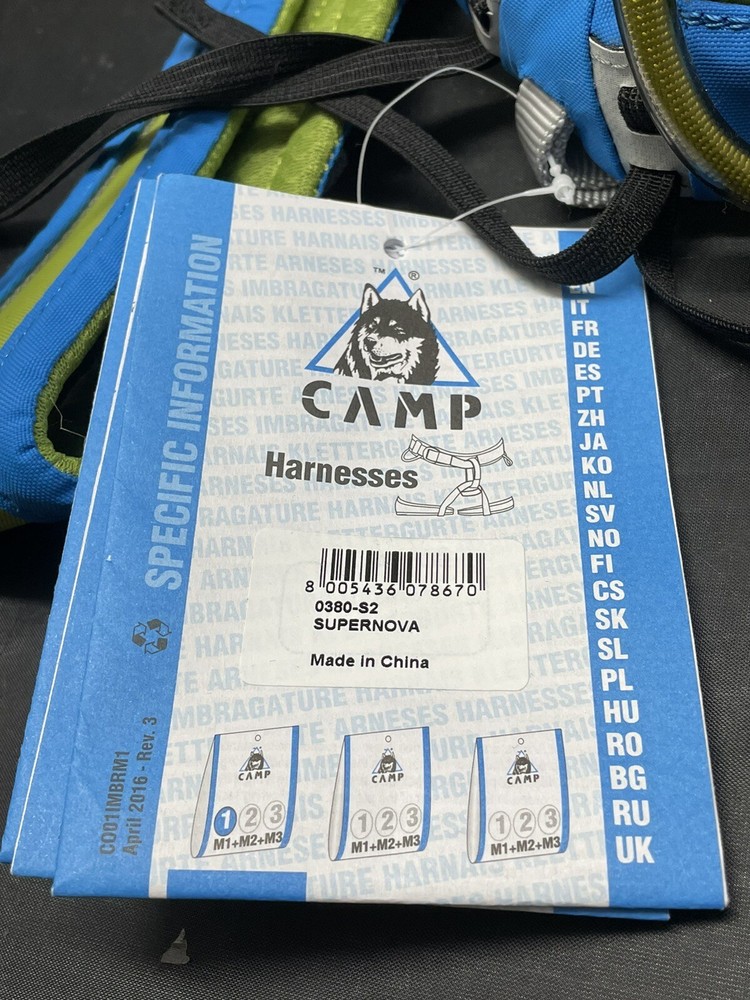 SPECIFIC INFORMATION
COD1IMBRM1
April 2016 - Rev. 3
™ ®
CAMP
Harnesses
8 005436 078670
0380-S2
SUPERNOVA
Made in China
CAMP
1 2 3
M1+M2+M3
CAMP
1 2 3
M1+M2+M3
CAMP
1 2 3
M1+M2+M3
EN
IT
FR
DE
ES
PT
ZH
JA
KO
NL
SV
NO
FI
CS
SK
SL
PL
HU
RO
BG
RU
UK